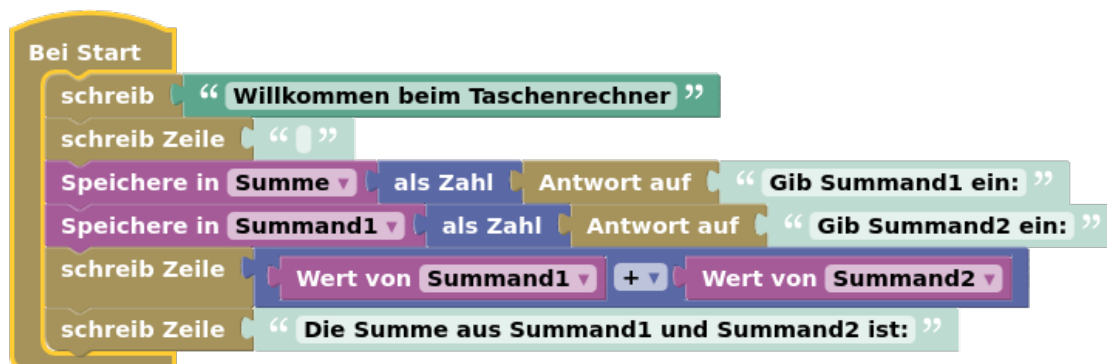 Bei Start
schreib “ Willkommen beim Taschenrechner ”
schreib Zeile “ ”
Speichere in Summe ▾ als Zahl Antwort auf “ Gib Summand1 ein: ”
Speichere in Summand1 ▾ als Zahl Antwort auf “ Gib Summand2 ein: ”
schreib Zeile Wert von Summand1 ▾ + ▾ Wert von Summand2 ▾
schreib Zeile “ Die Summe aus Summand1 und Summand2 ist: ”